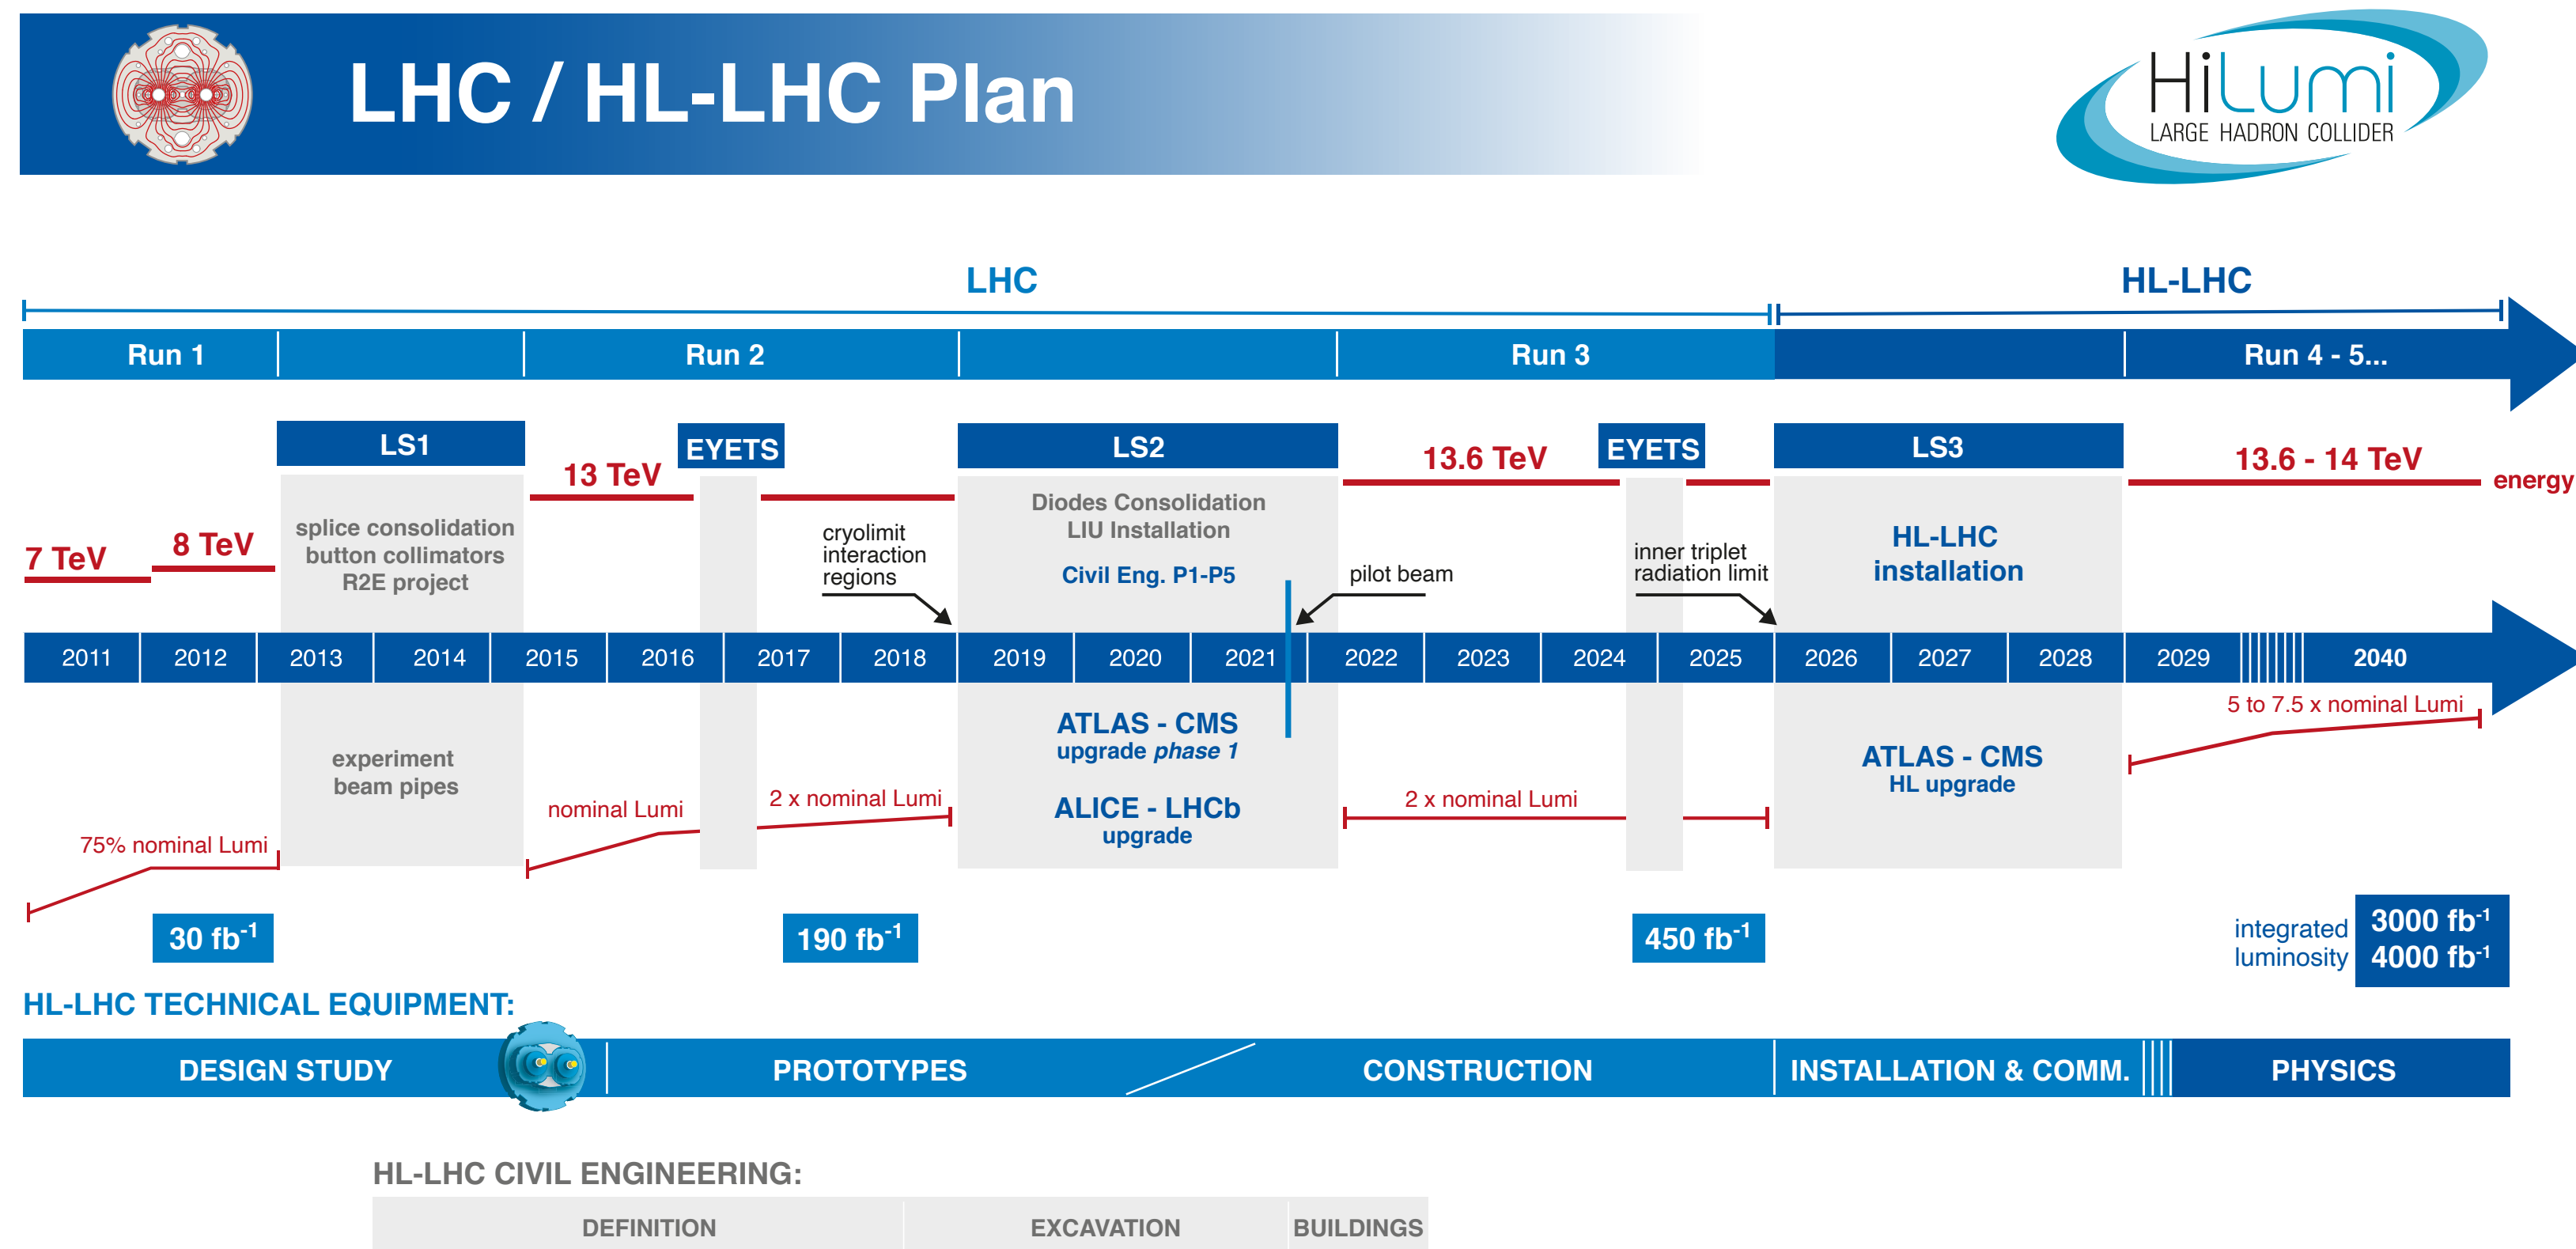 LHC / HL-LHC Plan
HiLumi
LARGE HADRON COLLIDER
LHC
HL-LHC
Run 1
Run 2
Run 3
Run 4 - 5...
LS1
EYETS
LS2
EYETS
LS3
13 TeV
13.6 TeV
13.6 - 14 TeV
energy
7 TeV
8 TeV
splice consolidation
button collimators
R2E project
cryolimit
interaction
regions
Diodes Consolidation
LIU Installation
Civil Eng. P1-P5
pilot beam
inner triplet
radiation limit
HL-LHC
installation
2011
2012
2013
2014
2015
2016
2017
2018
2019
2020
2021
2022
2023
2024
2025
2026
2027
2028
2029
2040
experiment
beam pipes
75% nominal Lumi
nominal Lumi
2 x nominal Lumi
ATLAS - CMS
upgrade phase 1
ALICE - LHCb
upgrade
2 x nominal Lumi
ATLAS - CMS
HL upgrade
5 to 7.5 x nominal Lumi
30 fb-1
190 fb-1
450 fb-1
integrated
luminosity
3000 fb-1
4000 fb-1
HL-LHC TECHNICAL EQUIPMENT:
DESIGN STUDY
PROTOTYPES
CONSTRUCTION
INSTALLATION & COMM.
PHYSICS
HL-LHC CIVIL ENGINEERING:
DEFINITION
EXCAVATION
BUILDINGS